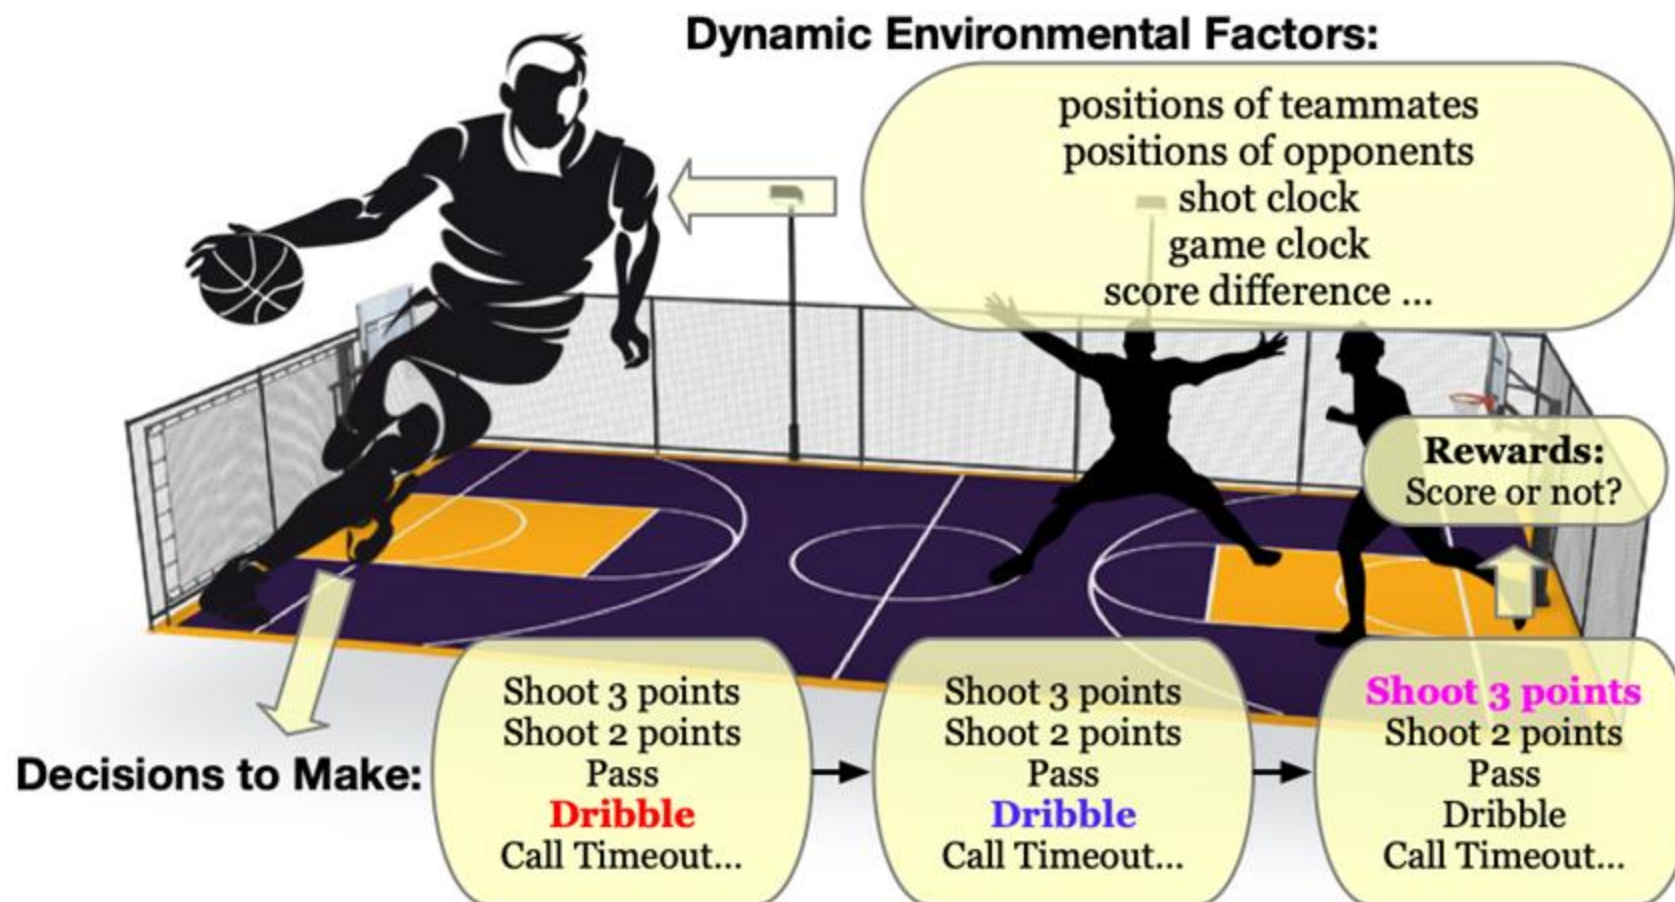 Dynamic Environmental Factors:
positions of teammates
positions of opponents
shot clock
game clock
score difference ...
Rewards:
Score or not?
Decisions to Make:
Shoot 3 points
Shoot 2 points
Pass
Dribble
Call Timeout...
Shoot 3 points
Shoot 2 points
Pass
Dribble
Call Timeout...
Shoot 3 points
Shoot 2 points
Pass
Dribble
Call Timeout...